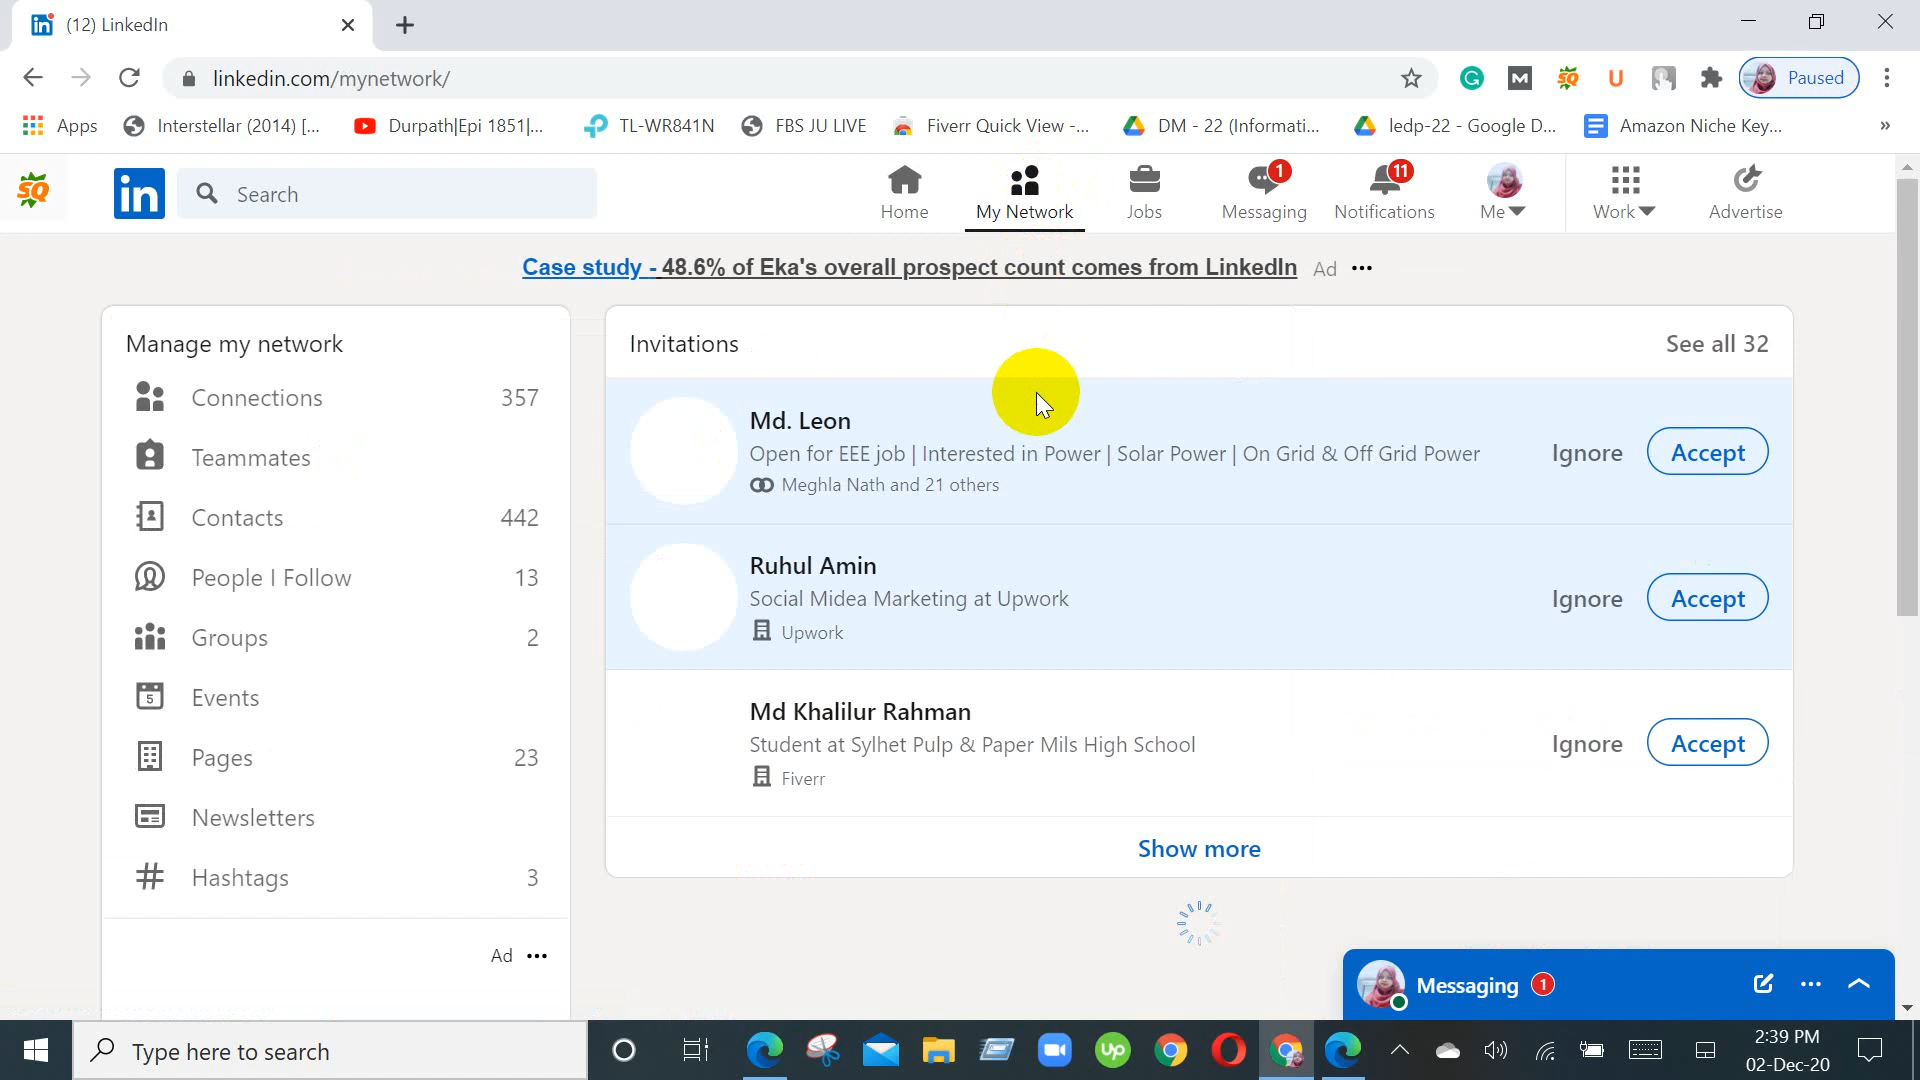 (12) LinkedIn
linkedin.com/mynetwork/
Paused
Apps
Interstellar (2014) [...
Durpath|Epi 1851|...
TL-WR841N
FBS JU LIVE
Fiverr Quick View -...
DM - 22 (Informati...
ledp-22 - Google D...
Amazon Niche Key...
»
SQ
in
Search
Home
My Network
Jobs
1
Messaging
11
Notifications
Me
Work
Advertise
Case study - 48.6% of Eka's overall prospect count comes from LinkedIn
Ad
Manage my network
Connections 357
Teammates
Contacts 442
People I Follow 13
Groups 2
5
Events
Pages 23
Newsletters
Hashtags 3
Ad
Invitations
See all 32
Md. Leon
Open for EEE job | Interested in Power | Solar Power | On Grid & Off Grid Power
Meghla Nath and 21 others
Ignore
Accept
Ruhul Amin
Social Midea Marketing at Upwork
Upwork
Ignore
Accept
Md Khalilur Rahman
Student at Sylhet Pulp & Paper Mils High School
Fiverr
Ignore
Accept
Show more
Messaging 1
Type here to search
up
2:39 PM
02-Dec-20